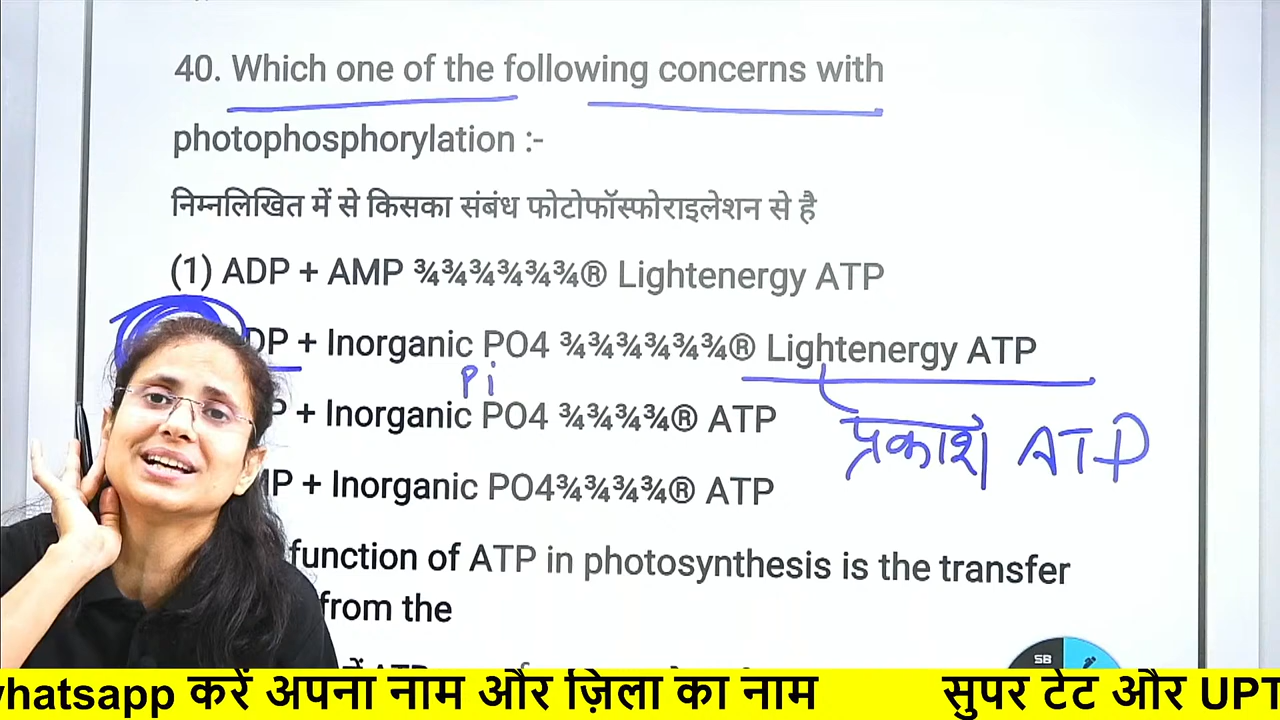 40. Which one of the following concerns with
photophosphorylation :-
निम्नलिखित में से किसका संबंध फोटोफॉस्फोराइलेशन से है
(1) ADP + AMP ¾¾¾¾¾¾® Lightenergy ATP
DP + Inorganic PO4 ¾¾¾¾¾¾® Lightenergy ATP
Pi
P + Inorganic PO4 ¾¾¾¾® ATP
प्रकाश ATP
MP + Inorganic PO4¾¾¾¾® ATP
function of ATP in photosynthesis is the transfer
from the
SB
whatsapp करें अपना नाम और ज़िला का नाम सुपर टेट और UPT